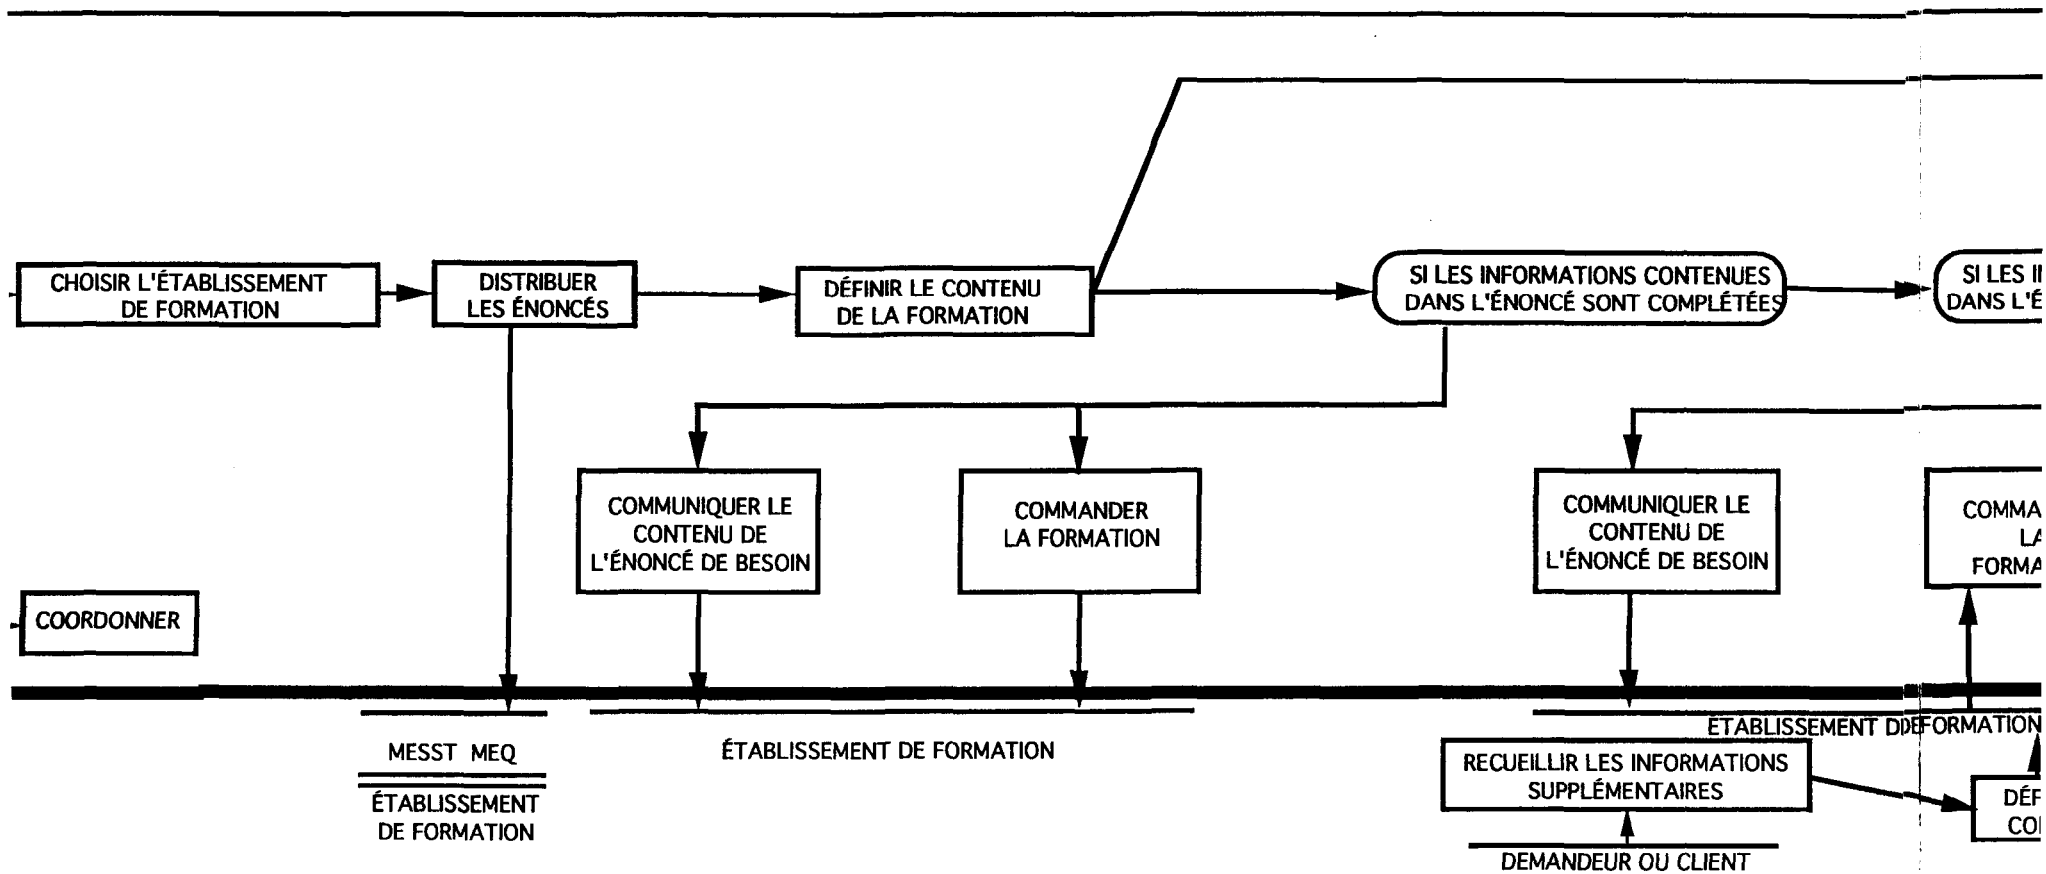 CHOISIR L'ÉTABLISSEMENT
DE FORMATION
DISTRIBUER
LES ÉNONCÉS
DÉFINIR LE CONTENU
DE LA FORMATION
SI LES INFORMATIONS CONTENUES
DANS L'ÉNONCÉ SONT COMPLÉTÉES
SI LES
DANS
COMMUNIQUER LE
CONTENU DE
L'ÉNONCÉ DE BESOIN
COMMANDER
LA FORMATION
COMMUNIQUER LE
CONTENU DE
L'ÉNONCÉ DE BESOIN
COORDONNER
MESST MEQ
ÉTABLISSEMENT
DE FORMATION
ÉTABLISSEMENT DE FORMATION
ÉTABLISSEMENT DE FORMATION
RECUEILLIR LES INFORMATIONS
SUPPLÉMENTAIRES
DEMANDEUR OU CLIENT